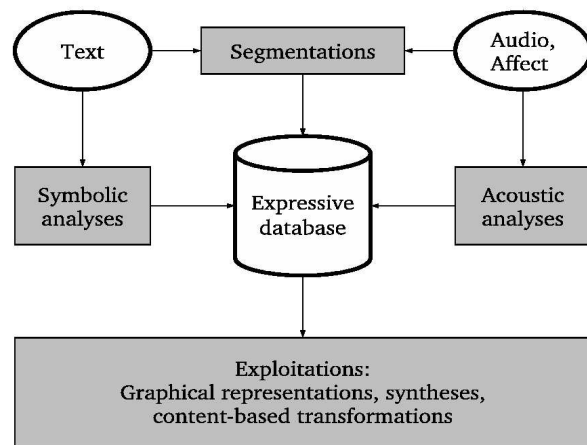 Text
Segmentations
Audio,
Affect
Symbolic
analyses
Expressive
database
Acoustic
analyses
Exploitations:
Graphical representations, syntheses,
content-based transformations